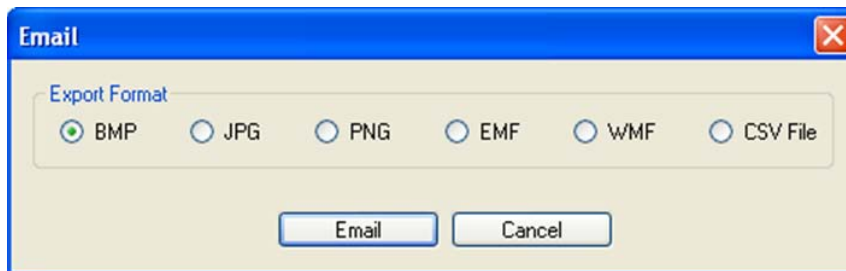 Email
Export Format
BMP JPG PNG EMF WMF CSV File
Email Cancel